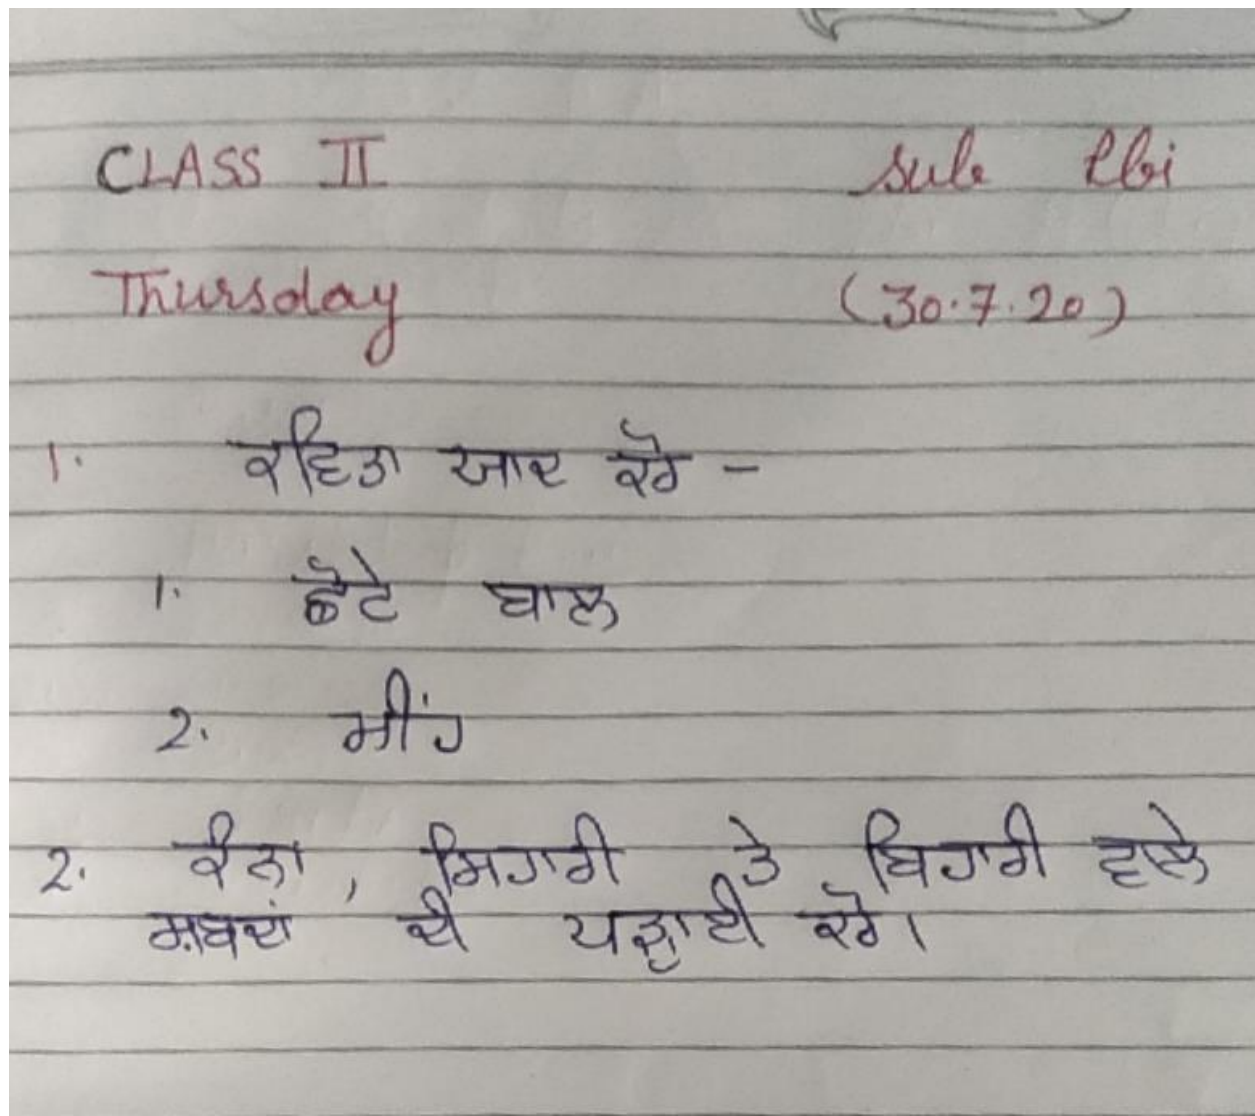 CLASS II Sub Pbi
Thursday (30.7.20)
1. ਕਵਿਤਾ ਯਾਦ ਕਰੋ -
1. ਛੋਟੇ ਬਾਲ
2. ਮੀਂਹ
2. ਕੰਨਾ, ਸਿਹਾਰੀ ਤੇ ਬਿਹਾਰੀ ਵਾਲੇ
ਸ਼ਬਦਾਂ ਦੀ ਪੜ੍ਹਾਈ ਕਰੋ।